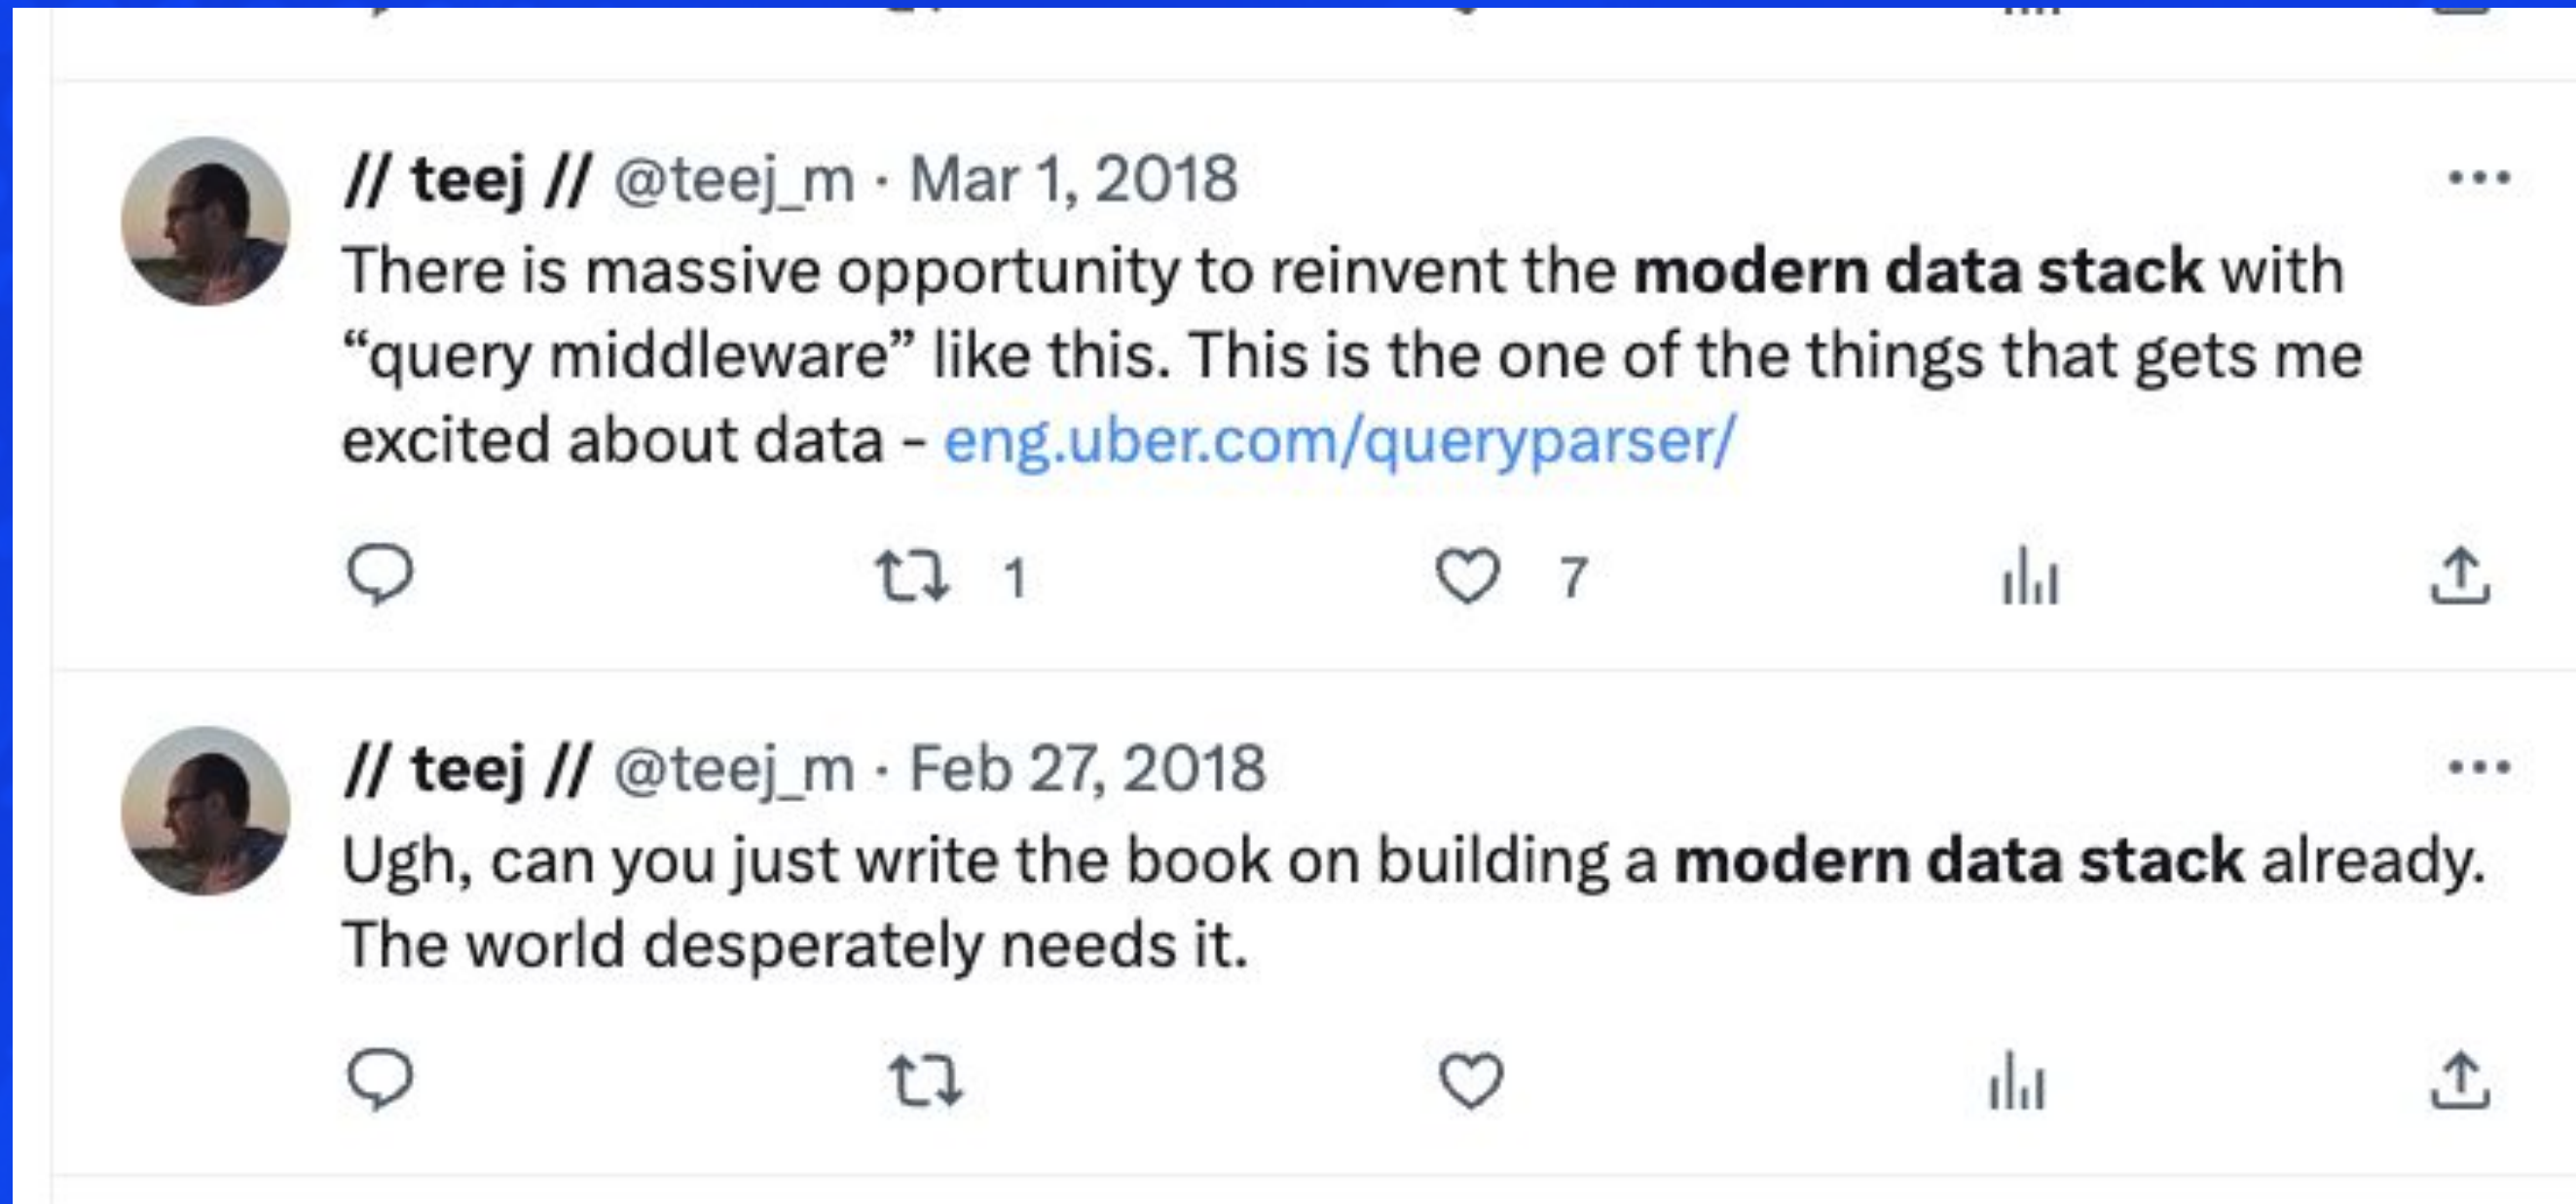 // teej // @teej_m · Mar 1, 2018
There is massive opportunity to reinvent the modern data stack with
“query middleware” like this. This is the one of the things that gets me
excited about data - eng.uber.com/queryparser/
1 7
// teej // @teej_m · Feb 27, 2018
Ugh, can you just write the book on building a modern data stack already.
The world desperately needs it.